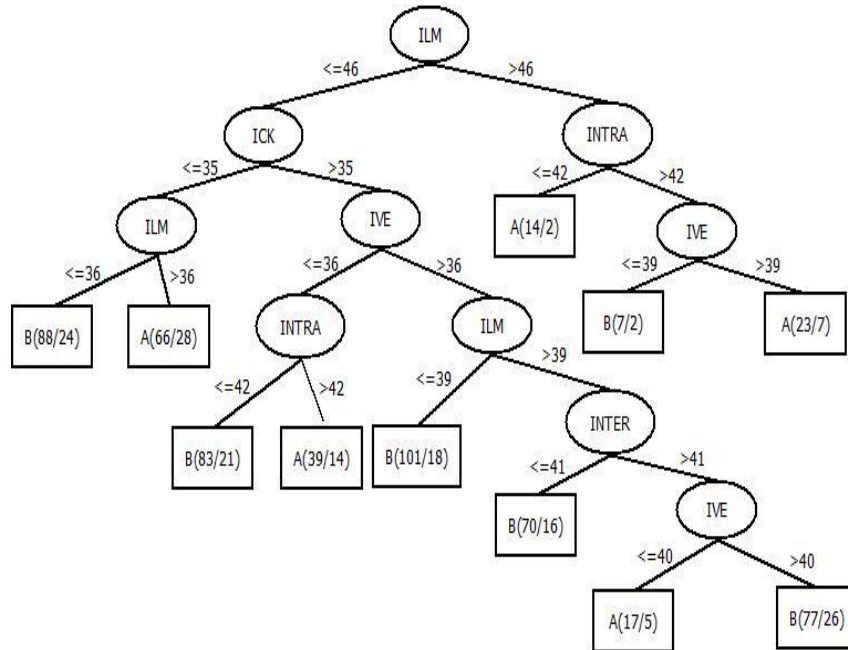 ILM
<=46 >46
ICK INTRA
<=35 >35 <=42 >42
ILM IVE A(14/2) IVE
<=36 >36 <=36 >36 <=39 >39
B(88/24) A(66/28) INTRA ILM B(7/2) A(23/7)
<=42 >42 <=39 >39
B(83/21) A(39/14) B(101/18) INTER
<=41 >41
B(70/16) IVE
<=40 >40
A(17/5) B(77/26)